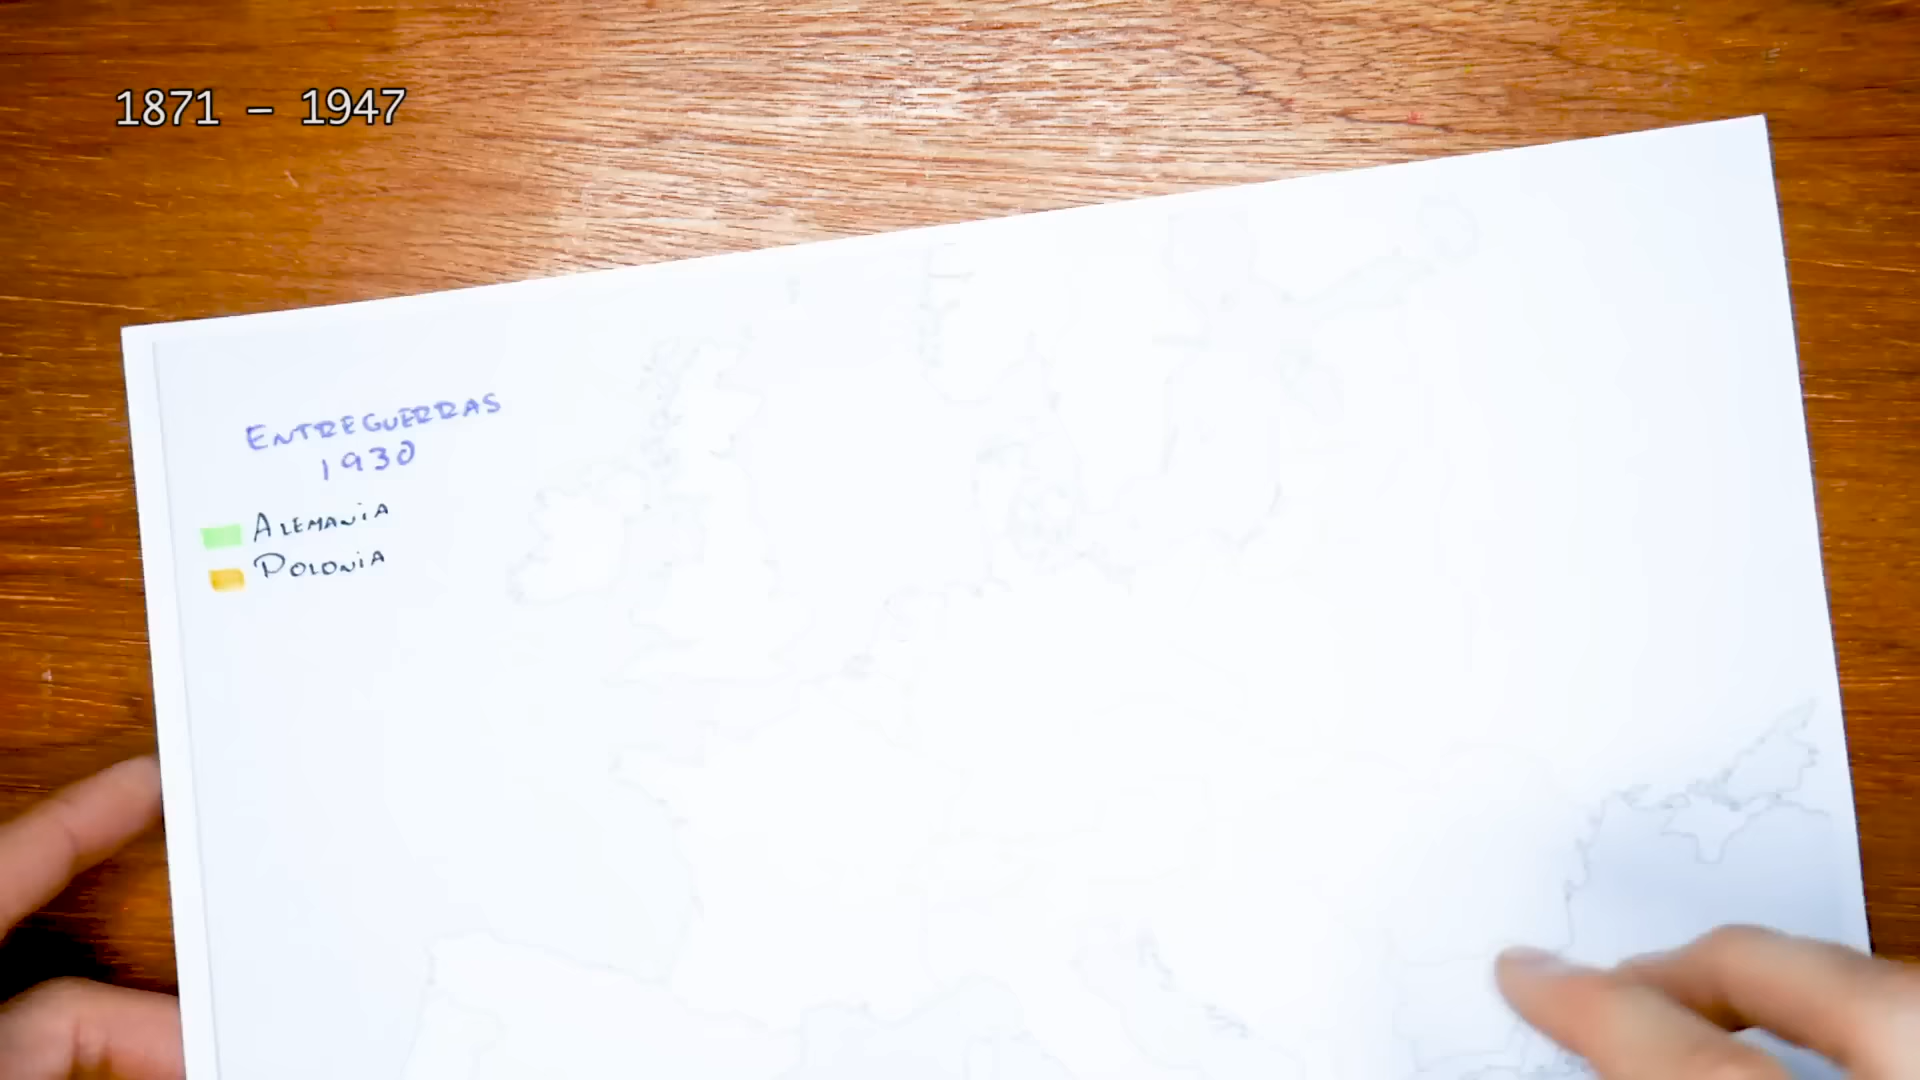 1871 – 1947
ENTREGUERRAS
1930
ALEMANiA
POLONiA